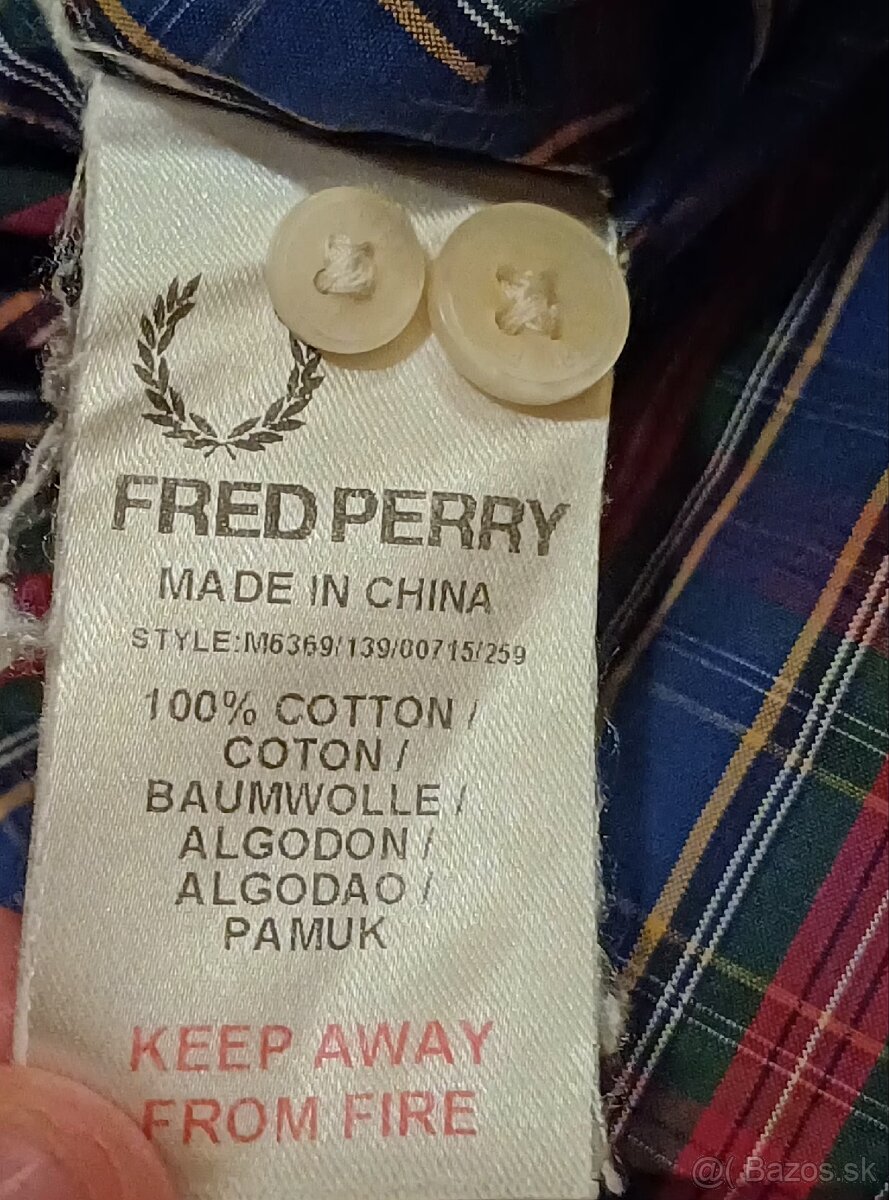 FRED PERRY
MADE IN CHINA
STYLE:M6369/139/00715/259
100% COTTON /
COTON /
BAUMWOLLE /
ALGODON /
ALGODAO /
PAMUK
KEEP AWAY
FROM FIRE
@( Bazos.sk